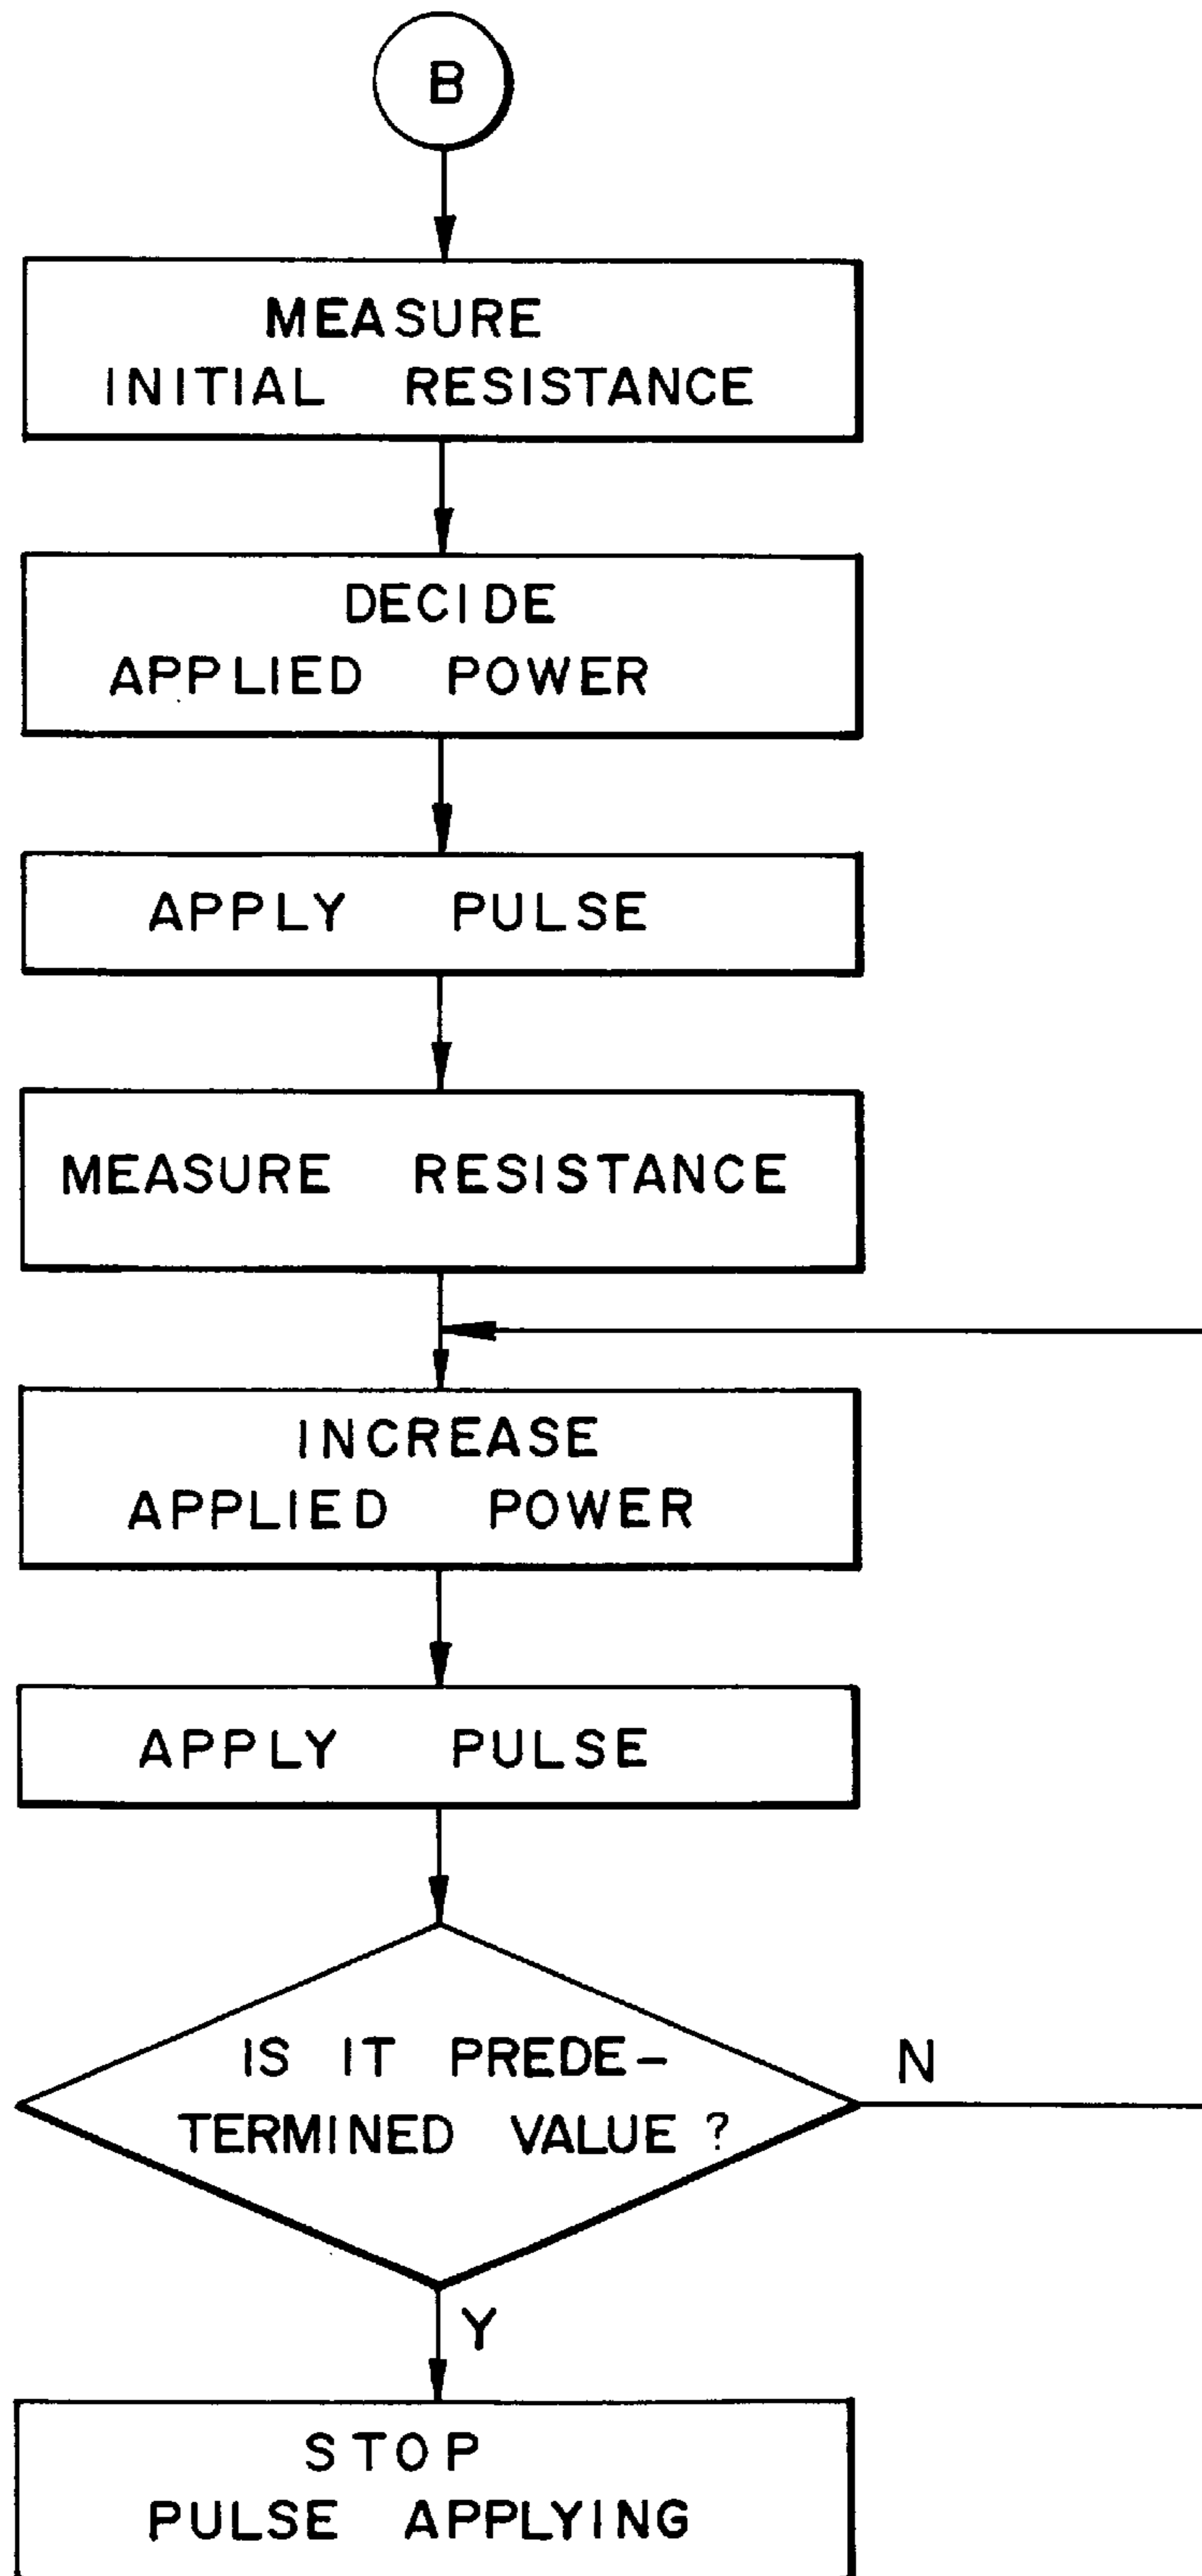 B
MEASURE
INITIAL RESISTANCE
DECIDE
APPLIED POWER
APPLY PULSE
MEASURE RESISTANCE
INCREASE
APPLIED POWER
APPLY PULSE
IS IT PREDE-
TERMINED VALUE ?
N
Y
STOP
PULSE APPLYING